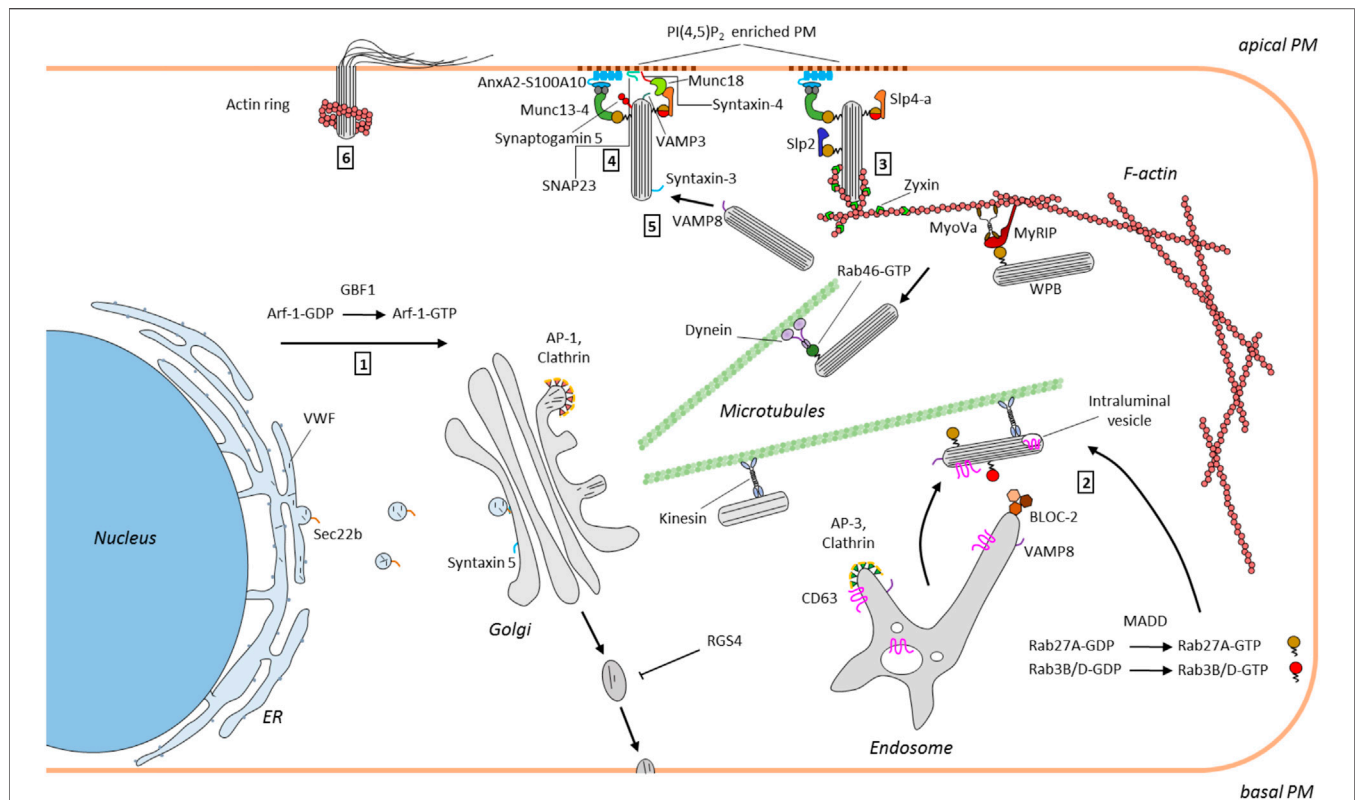 PI(4,5)P2 enriched PM
apical PM
AnxA2-S100A10
Munc18
Actin ring
Munc13-4
Syntaxin-4
Slp4-a
Synaptogamin 5
VAMP3
Slp2
6
4
3
SNAP23
Syntaxin-3
Zyxin
F-actin
5
VAMP8
MyoVa
MyRIP
WPB
Rab46-GTP
GBF1
Arf-1-GDP
Arf-1-GTP
1
Dynein
AP-1,
Clathrin
Microtubules
Intraluminal
vesicle
VWF
2
Nucleus
Sec22b
Kinesin
BLOC-2
AP-3,
Clathrin
VAMP8
Syntaxin 5
CD63
Golgi
RGS4
MADD
Rab27A-GDP
Rab27A-GTP
Rab3B/D-GDP
Rab3B/D-GTP
ER
Endosome
basal PM